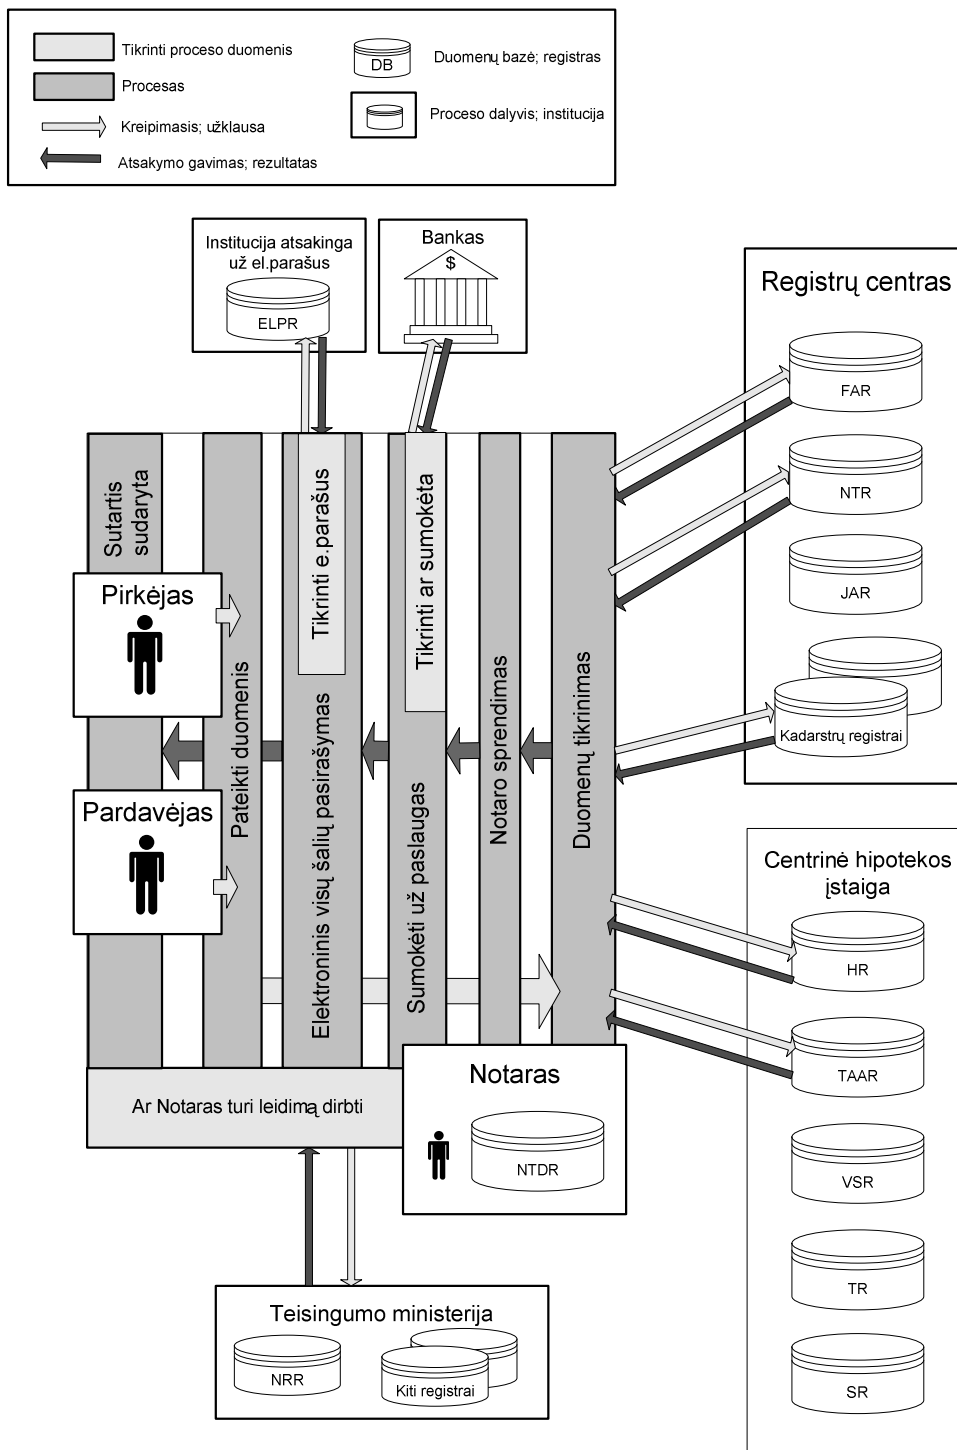 Tikrinti proceso duomenis
Procesas
Kreipimasis; užklausa
Atsakymo gavimas; rezultatas
DB
Duomenų bazė; registras
Proceso dalyvis; institucija
Institucija atsakinga
už el.parašus
ELPR
Bankas
$
Registrų centras
FAR
NTR
JAR
Kadarstrų registrai
Sutartis
sudaryta
Pirkėjas
Pardavėjas
Pateikti duomenis
Tikrinti e.parašus
Elektroninis visų šalių pasirašymas
Tikrinti ar sumokėta
Sumokėti už paslaugas
Notaro sprendimas
Duomenų tikrinimas
Centrinė hipotekos
įstaiga
HR
TAAR
VSR
TR
SR
Ar Notaras turi leidimą dirbti
Notaras
NTDR
Teisingumo ministerija
NRR
Kiti registrai